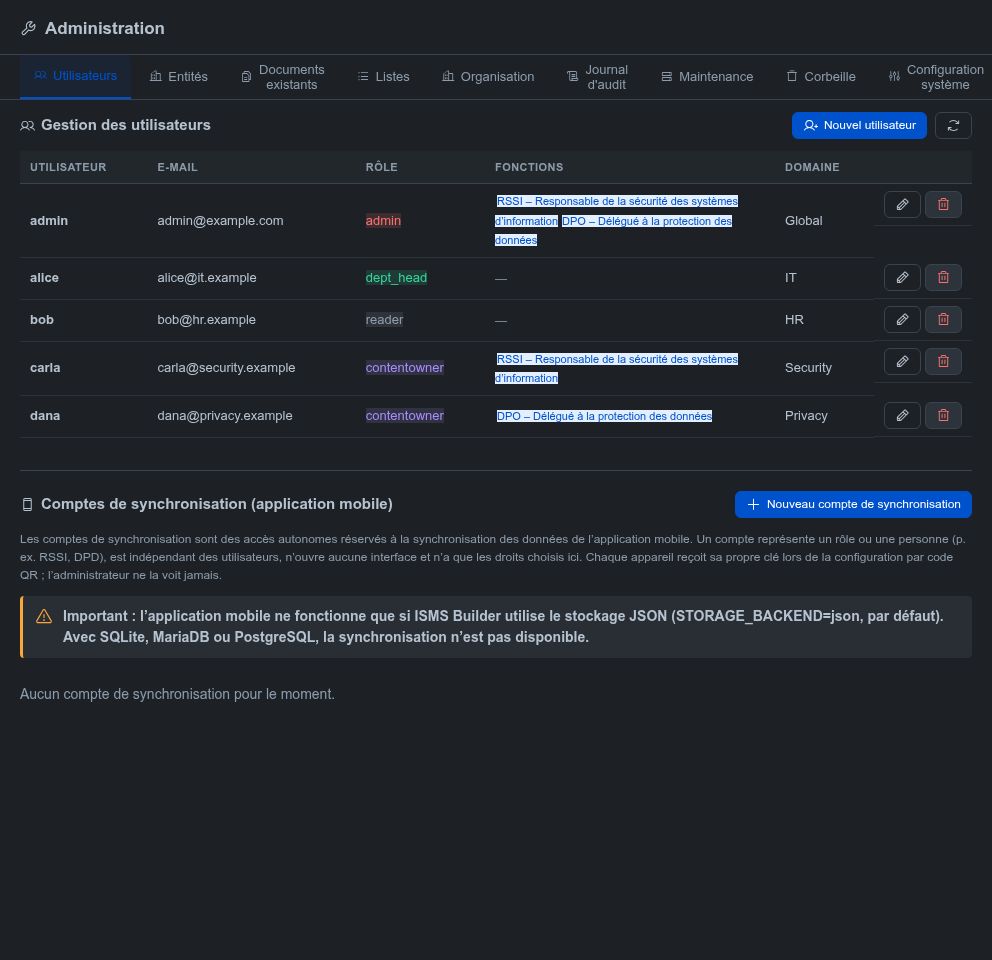 Administration
Utilisateurs
Entités
Documents
existants
Listes
Organisation
Journal
d'audit
Maintenance
Corbeille
Configuration
système
Gestion des utilisateurs
Nouvel utilisateur
UTILISATEUR E-MAIL RÔLE FONCTIONS DOMAINE
admin admin@example.com admin RSSI – Responsable de la sécurité des systèmes
d’information DPO – Délégué à la protection des
données Global
alice alice@it.example dept_head — IT
bob bob@hr.example reader — HR
carla carla@security.example contentowner RSSI – Responsable de la sécurité des systèmes
d’information Security
dana dana@privacy.example contentowner DPO – Délégué à la protection des données Privacy
Comptes de synchronisation (application mobile)
Nouveau compte de synchronisation
Les comptes de synchronisation sont des accès autonomes réservés à la synchronisation des données de l’application mobile. Un compte représente un rôle ou une personne (p.
ex. RSSI, DPD), est indépendant des utilisateurs, n’ouvre aucune interface et n’a que les droits choisis ici. Chaque appareil reçoit sa propre clé lors de la configuration par code
QR ; l’administrateur ne la voit jamais.
Important : l’application mobile ne fonctionne que si ISMS Builder utilise le stockage JSON (STORAGE_BACKEND=json, par défaut).
Avec SQLite, MariaDB ou PostgreSQL, la synchronisation n’est pas disponible.
Aucun compte de synchronisation pour le moment.